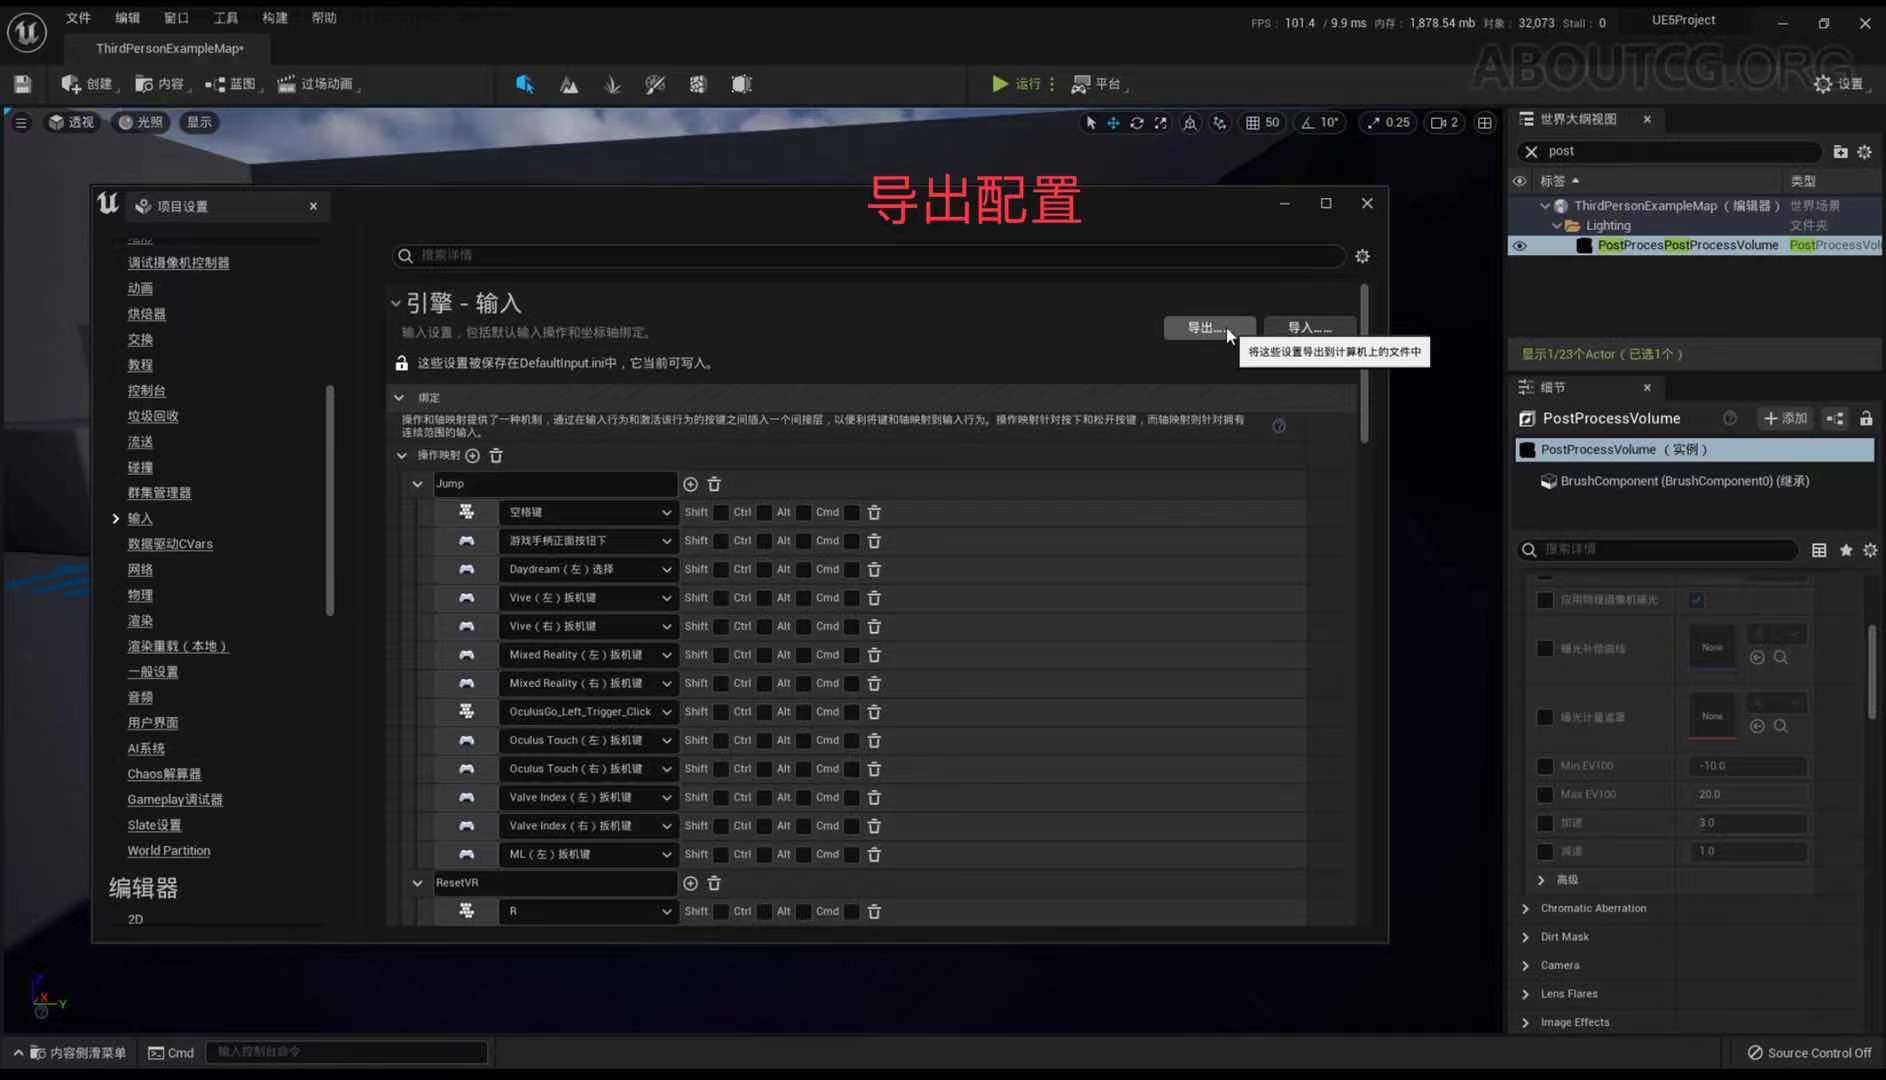 文件 编辑 窗口 工具 构建 帮助
FPS： 101.4 / 9.9 ms 内存： 1,878.54 mb 对象： 32,073 Stall： 0
UE5Project
ThirdPersonExampleMap•
ABOUTCG.ORG
创建 内容 蓝图 过场动画 运行 平台 设置
透视 光照 显示 50 10° 0.25 2
世界大纲视图
post
标签 类型
ThirdPersonExampleMap（编辑器） 世界场景
Lighting 文件夹
PostProcesPostProcessVolume PostProcessVol
显示1/23个Actor（已选1个）
导出配置
项目设置
调试摄像机控制器
动画
烘焙器
交换
教程
控制台
垃圾回收
流送
碰撞
群集管理器
输入
数据驱动CVars
网络
物理
渲染
渲染重载（本地）
一般设置
音频
用户界面
AI系统
Chaos解算器
Gameplay调试器
Slate设置
World Partition
编辑器
2D
搜索详情
引擎 - 输入
输入设置，包括默认输入操作和坐标轴绑定。
导出... 导入......
将这些设置导出到计算机上的文件中
这些设置被保存在DefaultInput.ini中，它当前可写入。
绑定
操作和轴映射提供了一种机制，通过在输入行为和激活该行为的按键之间插入一个间接层，以便利将键和轴映射到输入行为。操作映射针对按下和松开按键，而轴映射则针对拥有
连续范围的输入。
操作映射
Jump
空格键 Shift Ctrl Alt Cmd
游戏手柄正面按钮下 Shift Ctrl Alt Cmd
Daydream（左）选择 Shift Ctrl Alt Cmd
Vive（左）扳机键 Shift Ctrl Alt Cmd
Vive（右）扳机键 Shift Ctrl Alt Cmd
Mixed Reality（左）扳机键 Shift Ctrl Alt Cmd
Mixed Reality（右）扳机键 Shift Ctrl Alt Cmd
OculusGo_Left_Trigger_Click Shift Ctrl Alt Cmd
Oculus Touch（左）扳机键 Shift Ctrl Alt Cmd
Oculus Touch（右）扳机键 Shift Ctrl Alt Cmd
Valve Index（左）扳机键 Shift Ctrl Alt Cmd
Valve Index（右）扳机键 Shift Ctrl Alt Cmd
ML（左）扳机键 Shift Ctrl Alt Cmd
ResetVR
R Shift Ctrl Alt Cmd
细节
PostProcessVolume 添加
PostProcessVolume （实例）
BrushComponent (BrushComponent0) (继承)
搜索详情
应用物理摄像机曝光
曝光补偿曲线 None
曝光计量遮罩 None
Min EV100 -10.0
Max EV100 20.0
加速 3.0
减速 1.0
高级
Chromatic Aberration
Dirt Mask
Camera
Lens Flares
Image Effects
X Y
内容侧滑菜单 Cmd 输入控制台命令
Source Control Off